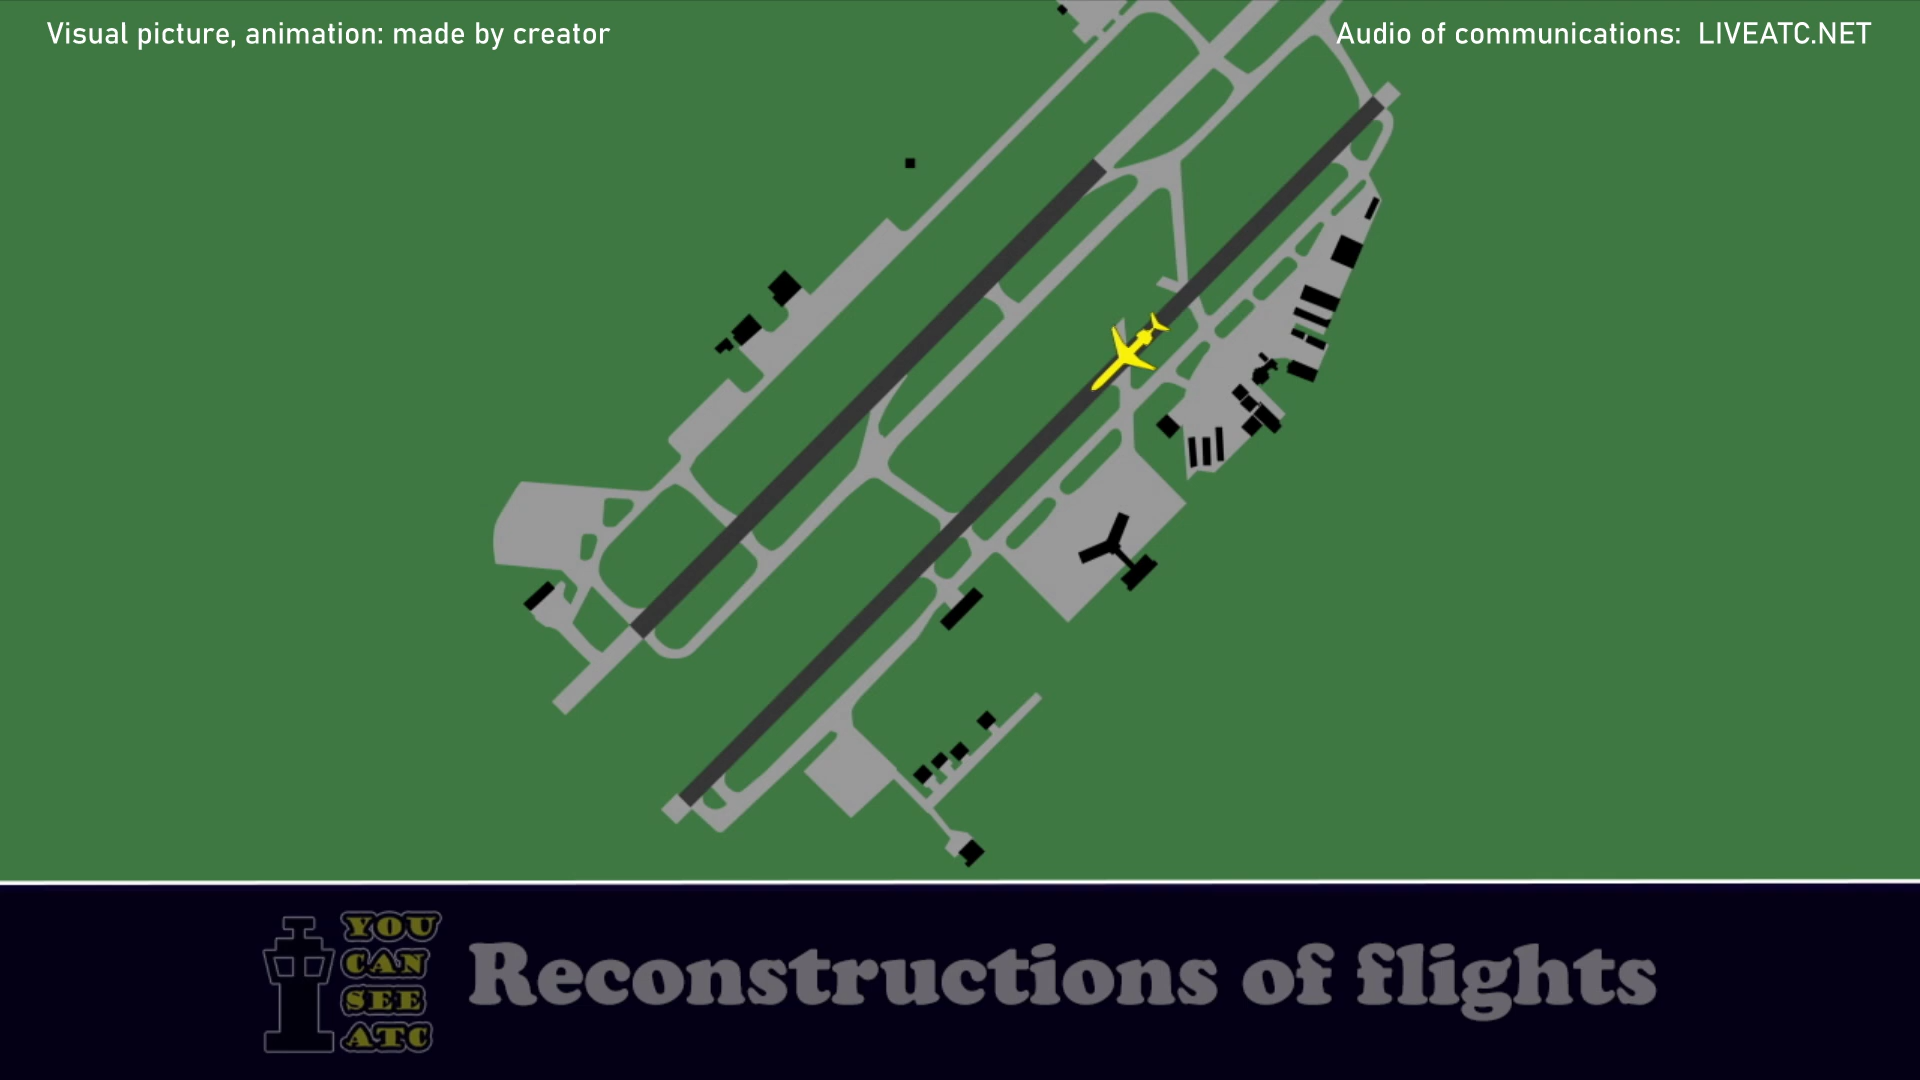 Visual picture, animation: made by creator
Audio of communications: LIVEATC.NET
YOU
CAN
SEE
ATC
Reconstructions of flights